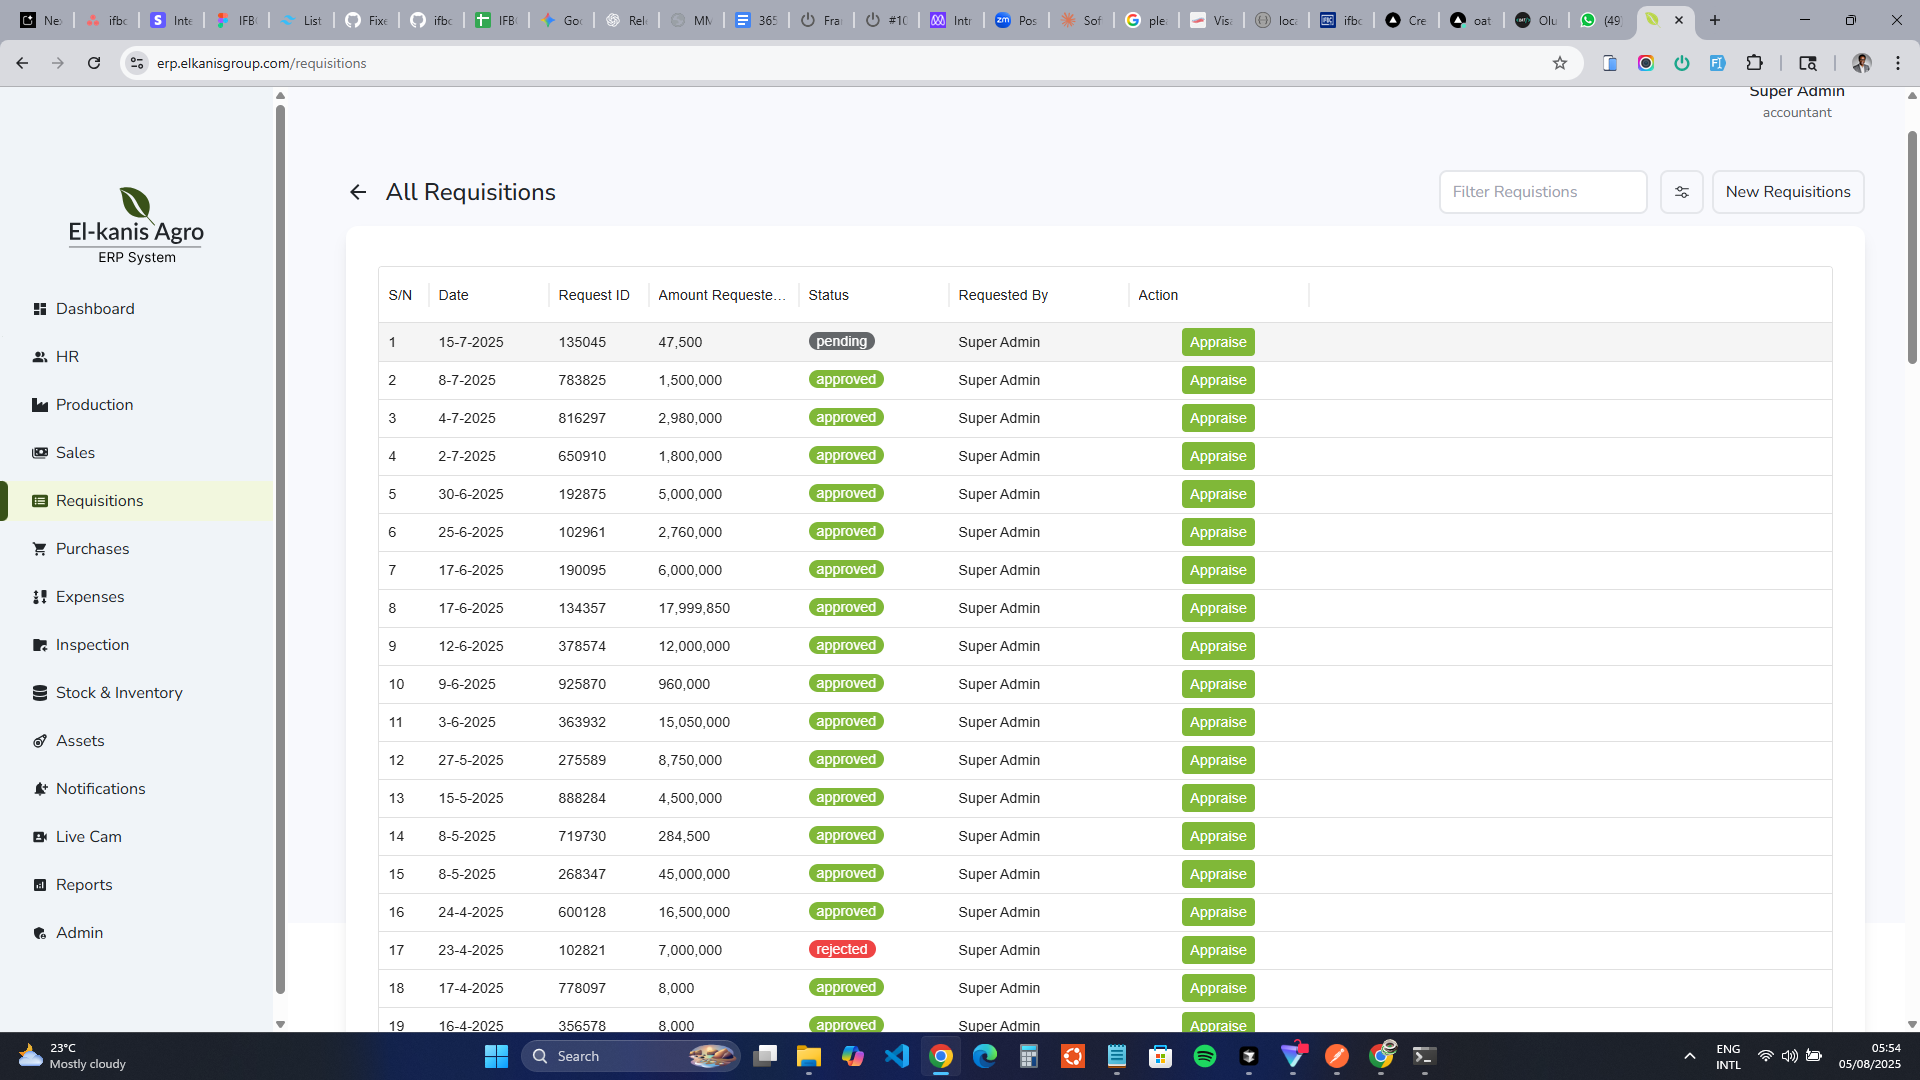 Nex
ifbc
Inte
IFB
List
Fixe
ifbc
IFB
Goo
Rele
MM
365
Fra
#10
Intr
Pos
Sof
ple
Visa
loca
ifbc
Cre
oat
Olu
(49
erp.elkanisgroup.com/requisitions
Super Admin
accountant
El-kanis Agro
ERP System
Dashboard
HR
Production
Sales
Requisitions
Purchases
Expenses
Inspection
Stock & Inventory
Assets
Notifications
Live Cam
Reports
Admin
All Requisitions
Filter Requistions
New Requisitions
S/N Date Request ID Amount Requeste... Status Requested By Action
1 15-7-2025 135045 47,500 pending Super Admin Appraise
2 8-7-2025 783825 1,500,000 approved Super Admin Appraise
3 4-7-2025 816297 2,980,000 approved Super Admin Appraise
4 2-7-2025 650910 1,800,000 approved Super Admin Appraise
5 30-6-2025 192875 5,000,000 approved Super Admin Appraise
6 25-6-2025 102961 2,760,000 approved Super Admin Appraise
7 17-6-2025 190095 6,000,000 approved Super Admin Appraise
8 17-6-2025 134357 17,999,850 approved Super Admin Appraise
9 12-6-2025 378574 12,000,000 approved Super Admin Appraise
10 9-6-2025 925870 960,000 approved Super Admin Appraise
11 3-6-2025 363932 15,050,000 approved Super Admin Appraise
12 27-5-2025 275589 8,750,000 approved Super Admin Appraise
13 15-5-2025 888284 4,500,000 approved Super Admin Appraise
14 8-5-2025 719730 284,500 approved Super Admin Appraise
15 8-5-2025 268347 45,000,000 approved Super Admin Appraise
16 24-4-2025 600128 16,500,000 approved Super Admin Appraise
17 23-4-2025 102821 7,000,000 rejected Super Admin Appraise
18 17-4-2025 778097 8,000 approved Super Admin Appraise
19 16-4-2025 356578 8,000 approved Super Admin Appraise
23°C
Mostly cloudy
Search
ENG
INTL
05:54
05/08/2025